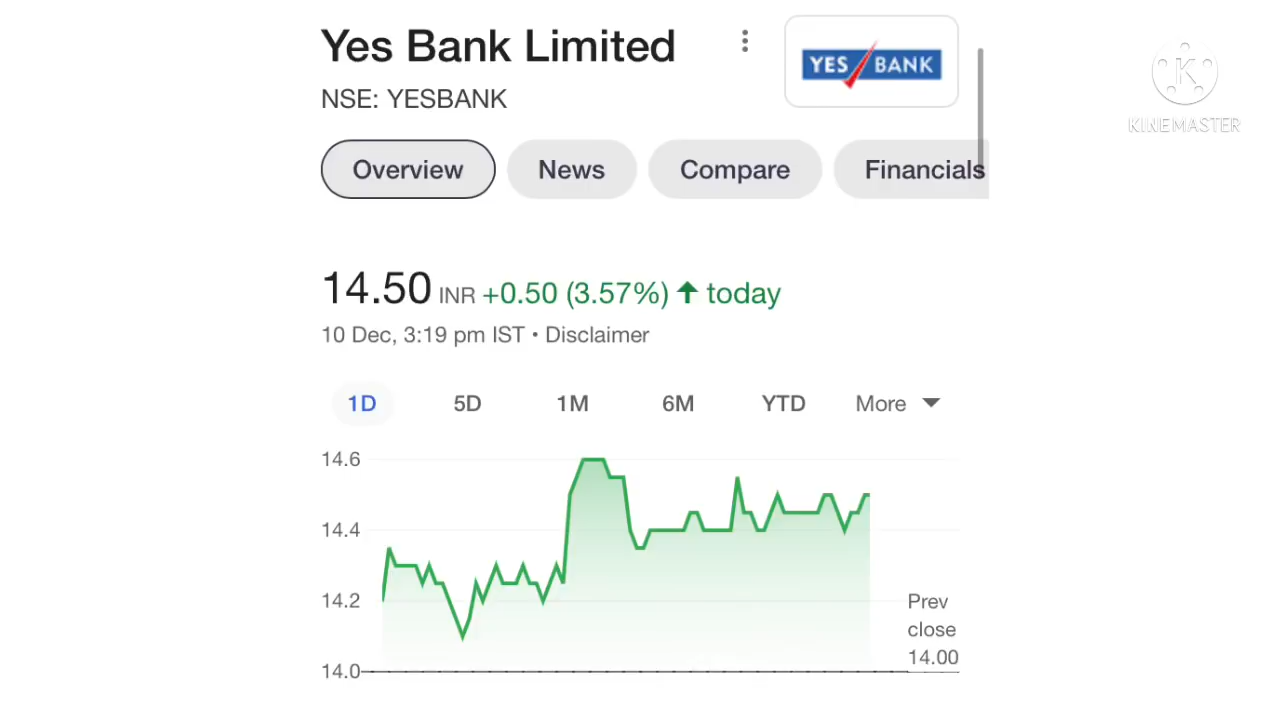 Yes Bank Limited
YES BANK
NSE: YESBANK
KINEMASTER
Overview
News
Compare
Financials
14.50 INR +0.50 (3.57%) ↑ today
10 Dec, 3:19 pm IST • Disclaimer
1D
5D
1M
6M
YTD
More
14.6
14.4
14.2
14.0
Prev
close
14.00